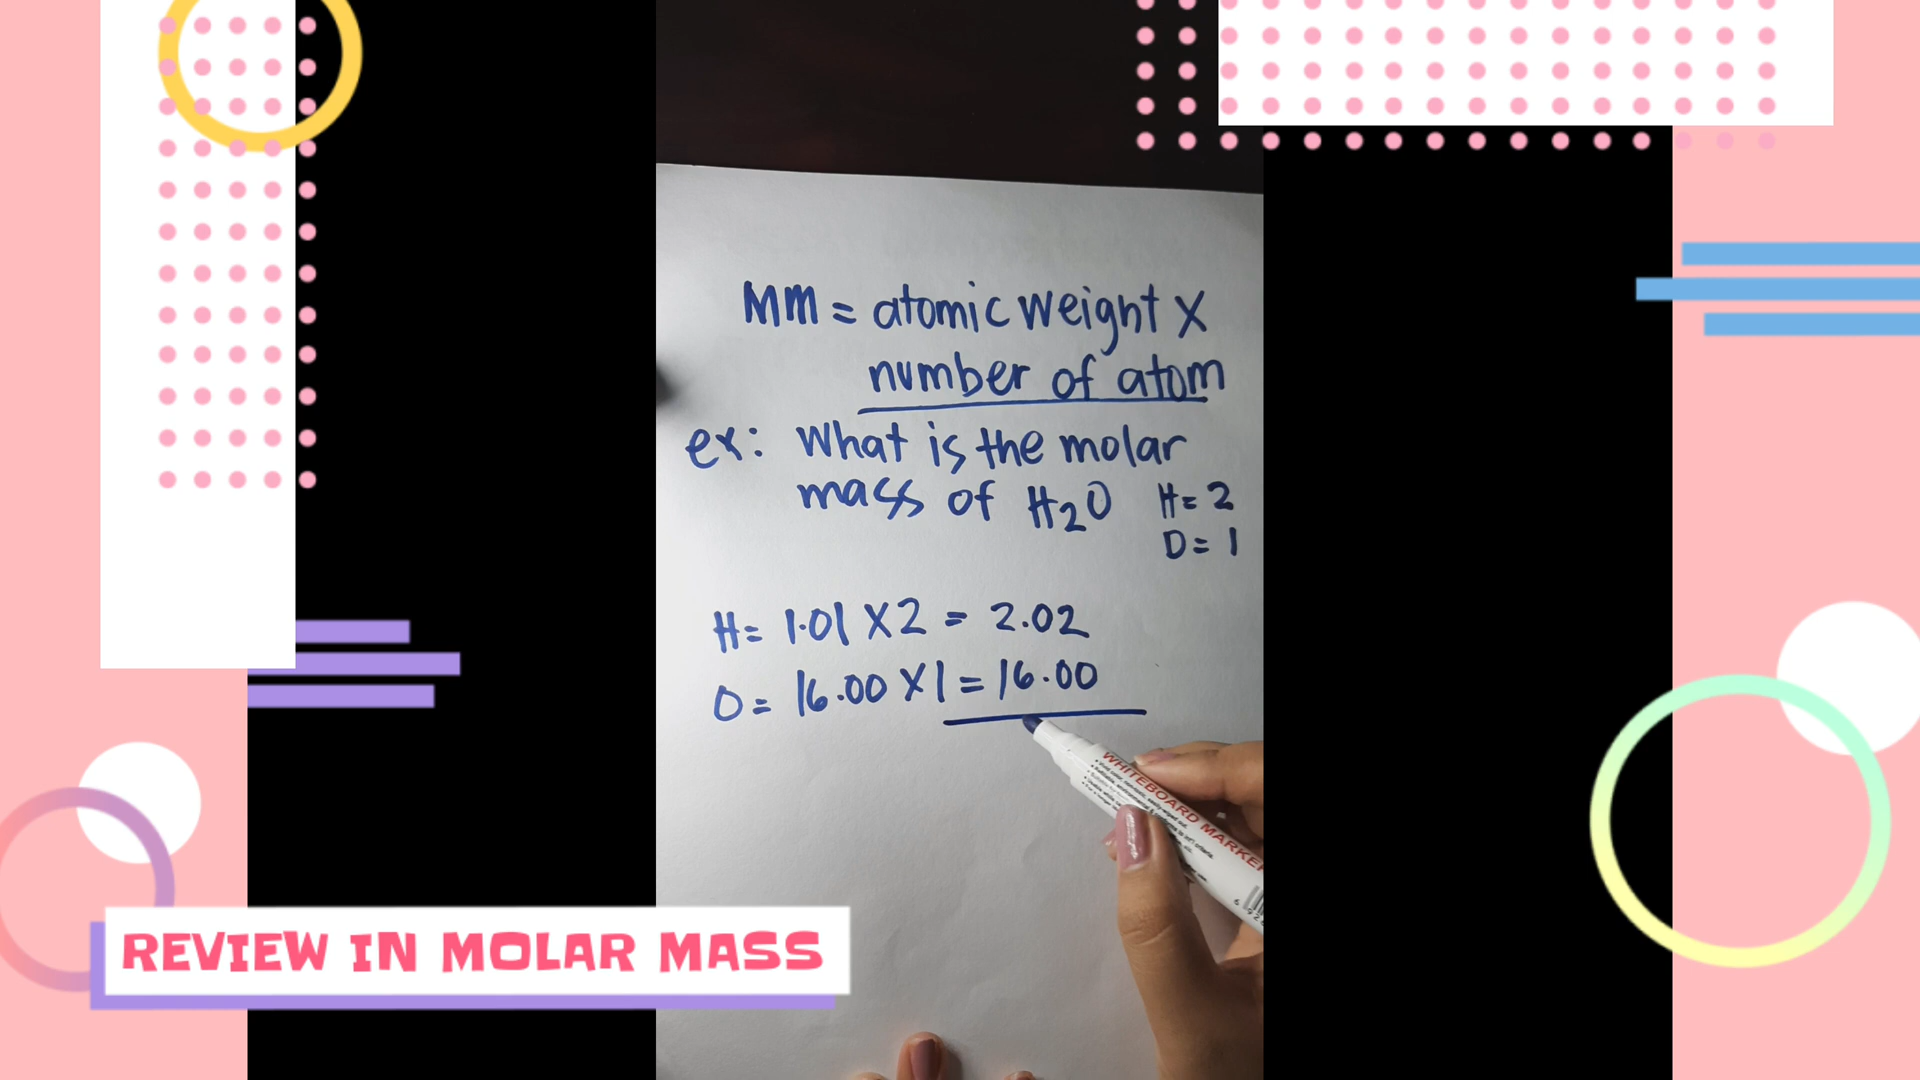 MM = atomic weight X
number of atom
ex: What is the molar
mass of H₂O
H = 2
O = 1
H = 1.01 X 2 = 2.02
O = 16.00 X 1 = 16.00
WHITEBOARD MARKER
REVIEW IN MOLAR MASS